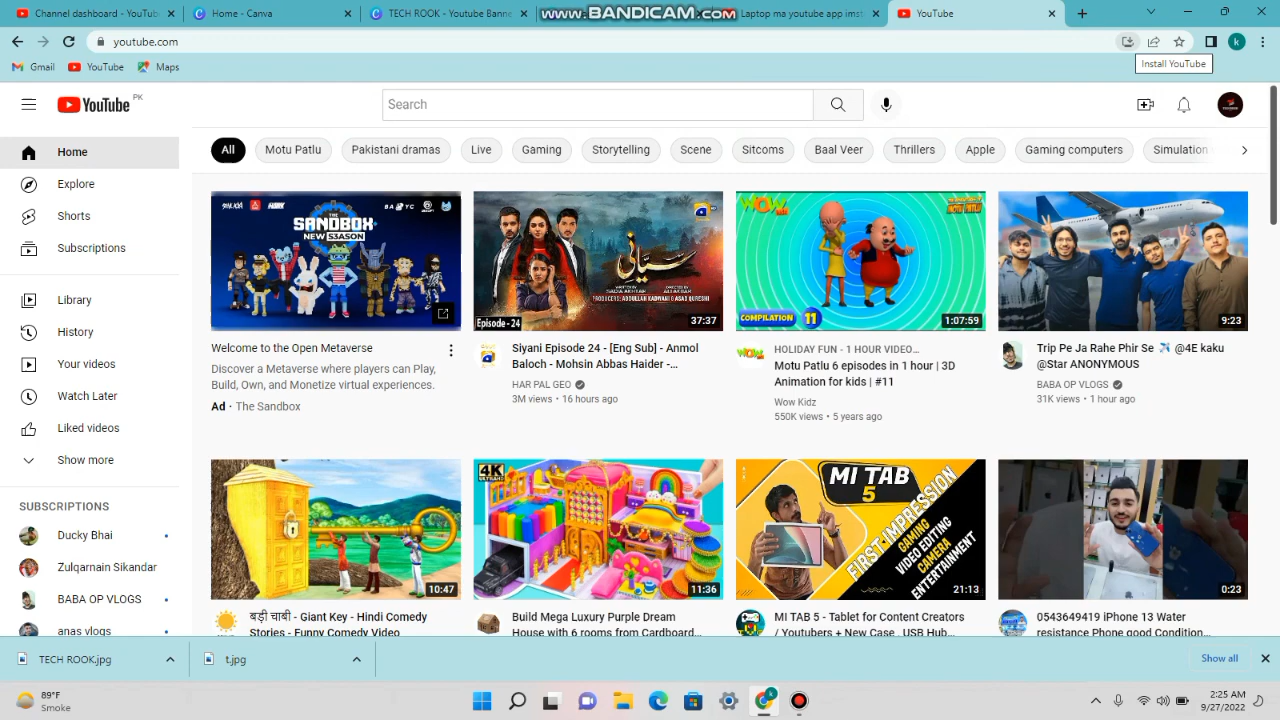 channel dashboard - YouTub
Home - Canva
TECH ROOK - Youtube Banne
www.BANDICAM.com
Laptop ma youtube app inst
YouTube
youtube.com
Install YouTube
Gmail
YouTube
Maps
YouTube PK
Search
All
Motu Patlu
Pakistani dramas
Live
Gaming
Storytelling
Scene
Sitcoms
Baal Veer
Thrillers
Apple
Gaming computers
Simulation
Home
Explore
Shorts
Subscriptions
Library
History
Your videos
Watch Later
Liked videos
Show more
SUBSCRIPTIONS
Ducky Bhai
Zulqarnain Sikandar
BABA OP VLOGS
anas vlogs
THE
SANDBOX
NEW SEASON
Welcome to the Open Metaverse
Discover a Metaverse where players can Play,
Build, Own, and Monetize virtual experiences.
Ad · The Sandbox
سیانی
Episode - 24
37:37
Siyani Episode 24 - [Eng Sub] - Anmol
Baloch - Mohsin Abbas Haider -...
HAR PAL GEO
3M views • 16 hours ago
WOW
COMPILATION 11
1:07:59
HOLIDAY FUN - 1 HOUR VIDEO...
Motu Patlu 6 episodes in 1 hour | 3D
Animation for kids | #11
Wow Kidz
550K views • 5 years ago
9:23
Trip Pe Ja Rahe Phir Se ✈️ @4E kaku
@Star ANONYMOUS
BABA OP VLOGS
31K views • 1 hour ago
10:47
बड़ी चाबी - Giant Key - Hindi Comedy
Stories - Funny Comedy Video
4K
11:36
Build Mega Luxury Purple Dream
House with 6 rooms from Cardboard...
MI TAB
5
FIRST IMPRESSION
GAMING
VIDEO EDITING
CAMERA
ENTERTAINMENT
21:13
MI TAB 5 - Tablet for Content Creators
/ Youtubers + New Case , USB Hub...
0:23
0543649419 iPhone 13 Water
resistance Phone good Condition...
TECH ROOK.jpg
t.jpg
Show all
89°F
Smoke
2:25 AM
9/27/2022